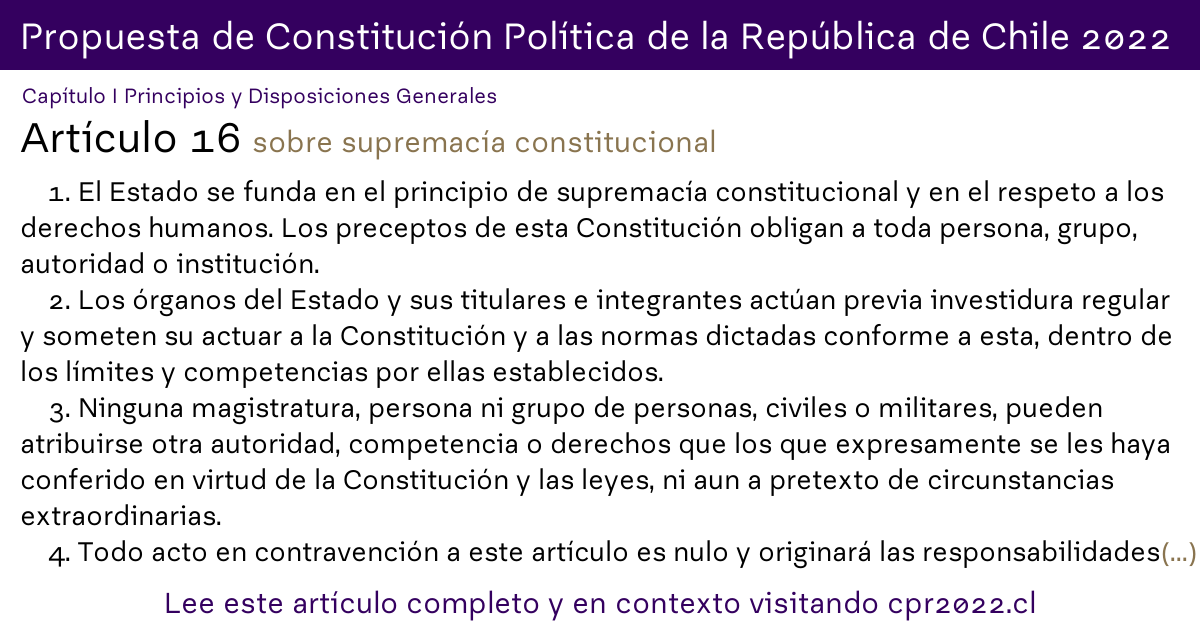 Propuesta de Constitución Política de la República de Chile 2022
Capítulo I Principios y Disposiciones Generales
Artículo 16 sobre supremacía constitucional
1. El Estado se funda en el principio de supremacía constitucional y en el respeto a los
derechos humanos. Los preceptos de esta Constitución obligan a toda persona, grupo,
autoridad o institución.
2. Los órganos del Estado y sus titulares e integrantes actúan previa investidura regular
y someten su actuar a la Constitución y a las normas dictadas conforme a esta, dentro de
los límites y competencias por ellas establecidos.
3. Ninguna magistratura, persona ni grupo de personas, civiles o militares, pueden
atribuirse otra autoridad, competencia o derechos que los que expresamente se les haya
conferido en virtud de la Constitución y las leyes, ni aun a pretexto de circunstancias
extraordinarias.
4. Todo acto en contravención a este artículo es nulo y originará las responsabilidades(...)
Lee este artículo completo y en contexto visitando cpr2022.cl